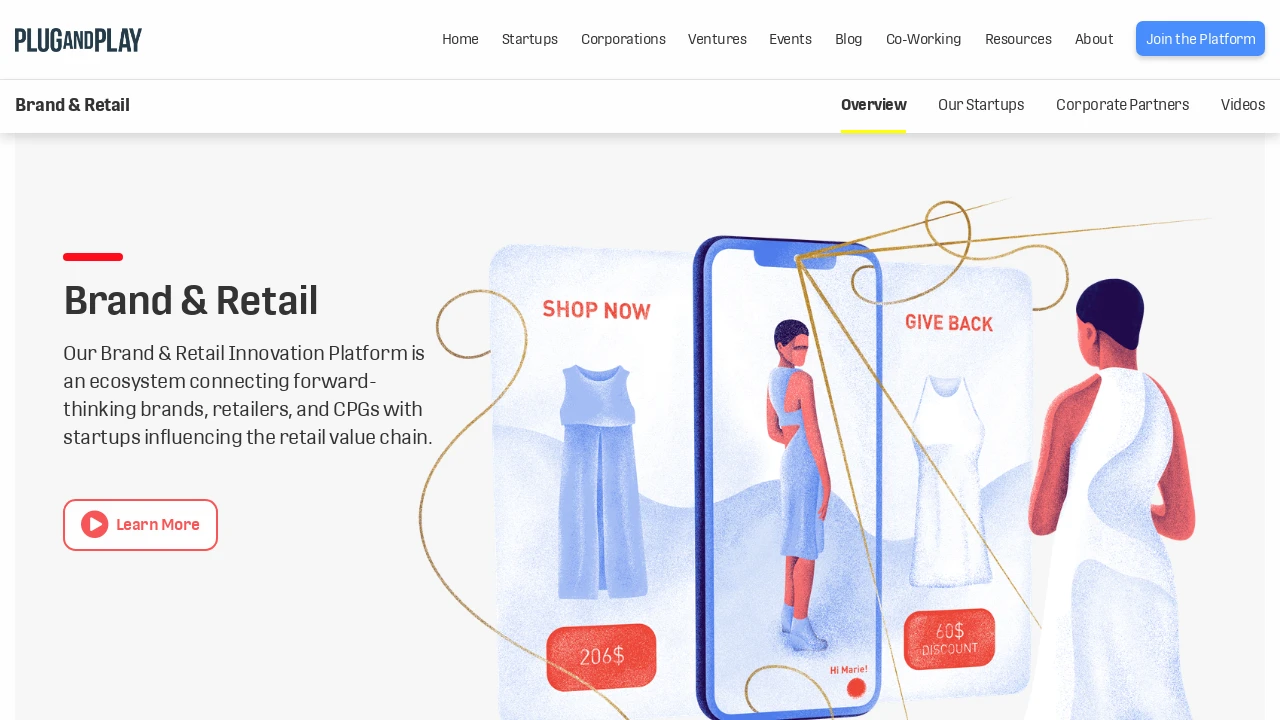 PLUGANDPLAY
Home Startups Corporations Ventures Events Blog Co-Working Resources About Join the Platform
Brand & Retail
Overview Our Startups Corporate Partners Videos
Brand & Retail
Our Brand & Retail Innovation Platform is
an ecosystem connecting forward-
thinking brands, retailers, and CPGs with
startups influencing the retail value chain.
Learn More
SHOP NOW
206$
Hi Marie!
GIVE BACK
60$
DISCOUNT